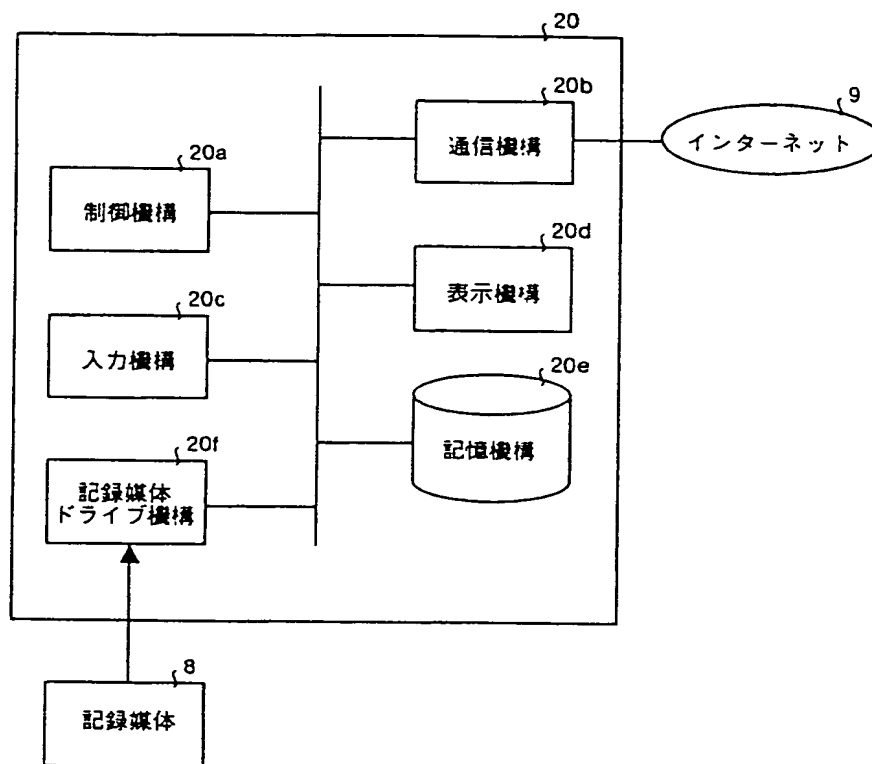 20
20b
通信機構
9
インターネット
20a
制御機構
20d
表示機構
20c
入力機構
20e
記憶機構
20f
記録媒体
ドライブ機構
8
記録媒体